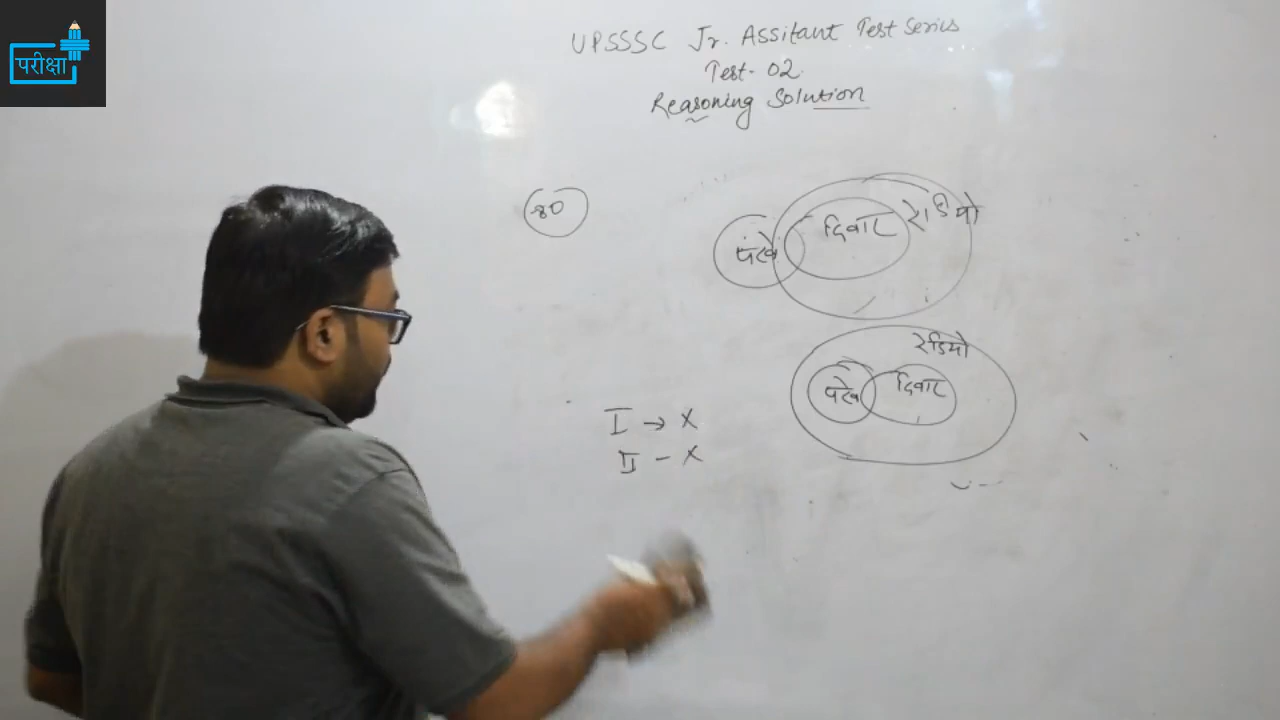 परीक्षा
UPSSSC Jr. Assitant Test Series
Test-02.
Reasoning Solution
80
पंखे दिवार रेडियो
रेडियो
पंखे दिवार
I → X
II - X